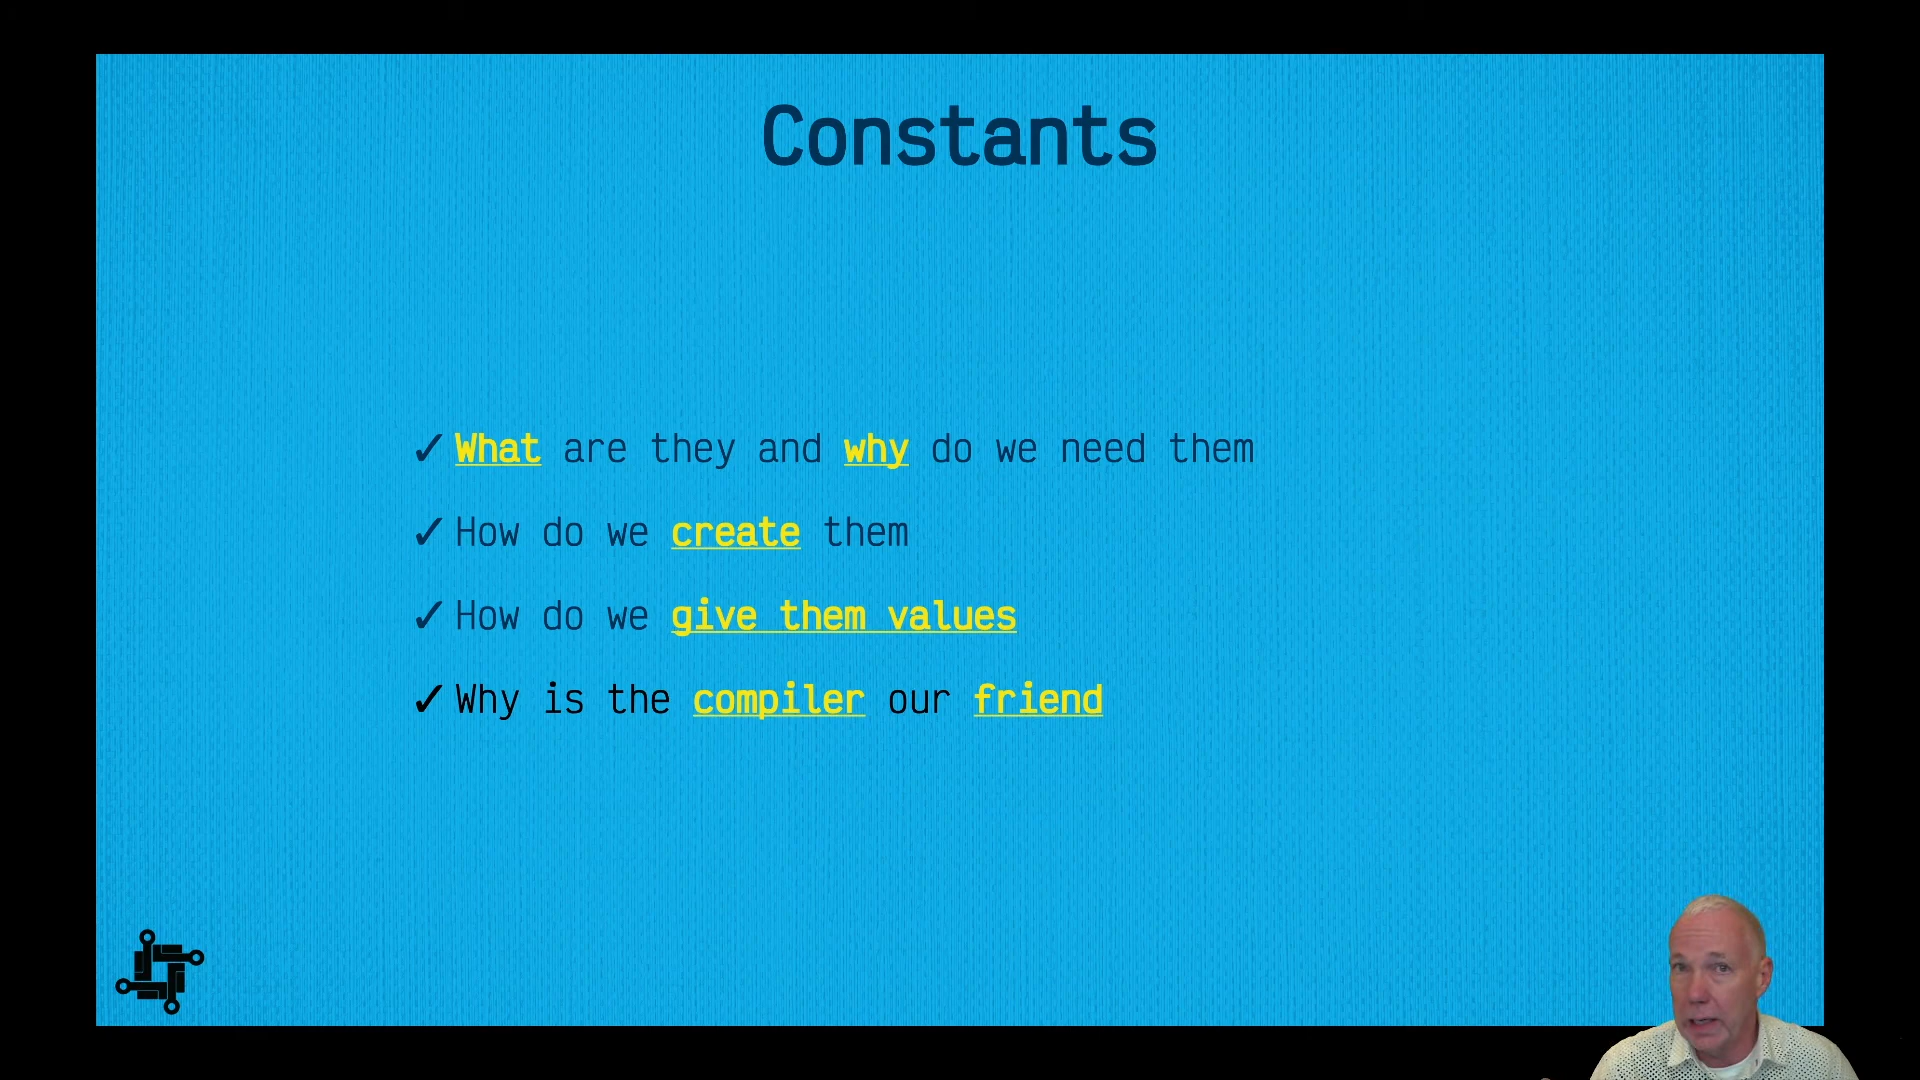 Constants
✓ What are they and why do we need them
✓ How do we create them
✓ How do we give them values
✓ Why is the compiler our friend